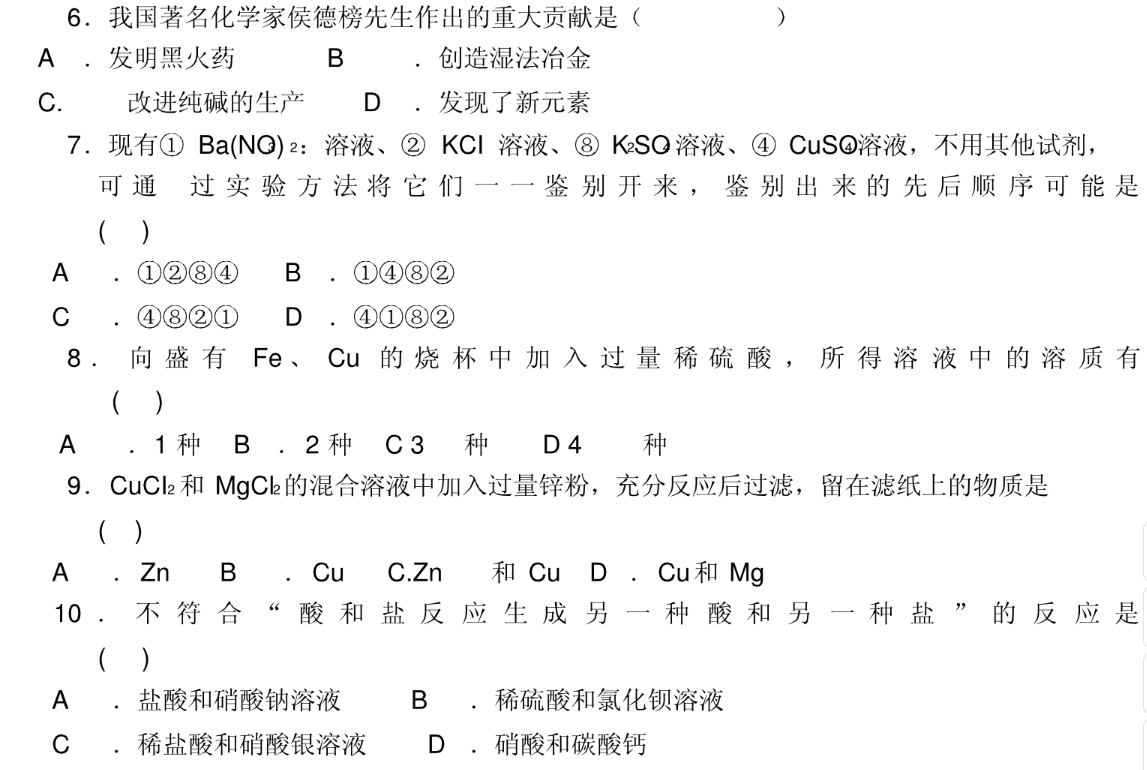 6．我国著名化学家侯德榜先生作出的重大贡献是（ ）
A ．发明黑火药 B ．创造湿法冶金
C. 改进纯碱的生产 D ．发现了新元素
7．现有① Ba(NO3) 2：溶液、② KCl 溶液、⑧ K2SO4 溶液、④ CuSO4溶液，不用其他试剂，
可通 过实验方法将它们一一鉴别开来，鉴别出来的先后顺序可能是
( )
A ．①②⑧④ B ．①④⑧②
C ．④⑧②① D ．④①⑧②
8． 向盛有 Fe、 Cu 的烧杯中加入过量稀硫酸，所得溶液中的溶质有
( )
A ．1 种 B ．2 种 C 3 种 D 4 种
9．CuCl2 和 MgCl2的混合溶液中加入过量锌粉，充分反应后过滤，留在滤纸上的物质是
( )
A ．Zn B ．Cu C.Zn 和 Cu D ．Cu 和 Mg
10．不符合“酸和盐反应生成另一种酸和另一种盐”的反应是
( )
A ．盐酸和硝酸钠溶液 B ．稀硫酸和氯化钡溶液
C ．稀盐酸和硝酸银溶液 D ．硝酸和碳酸钙